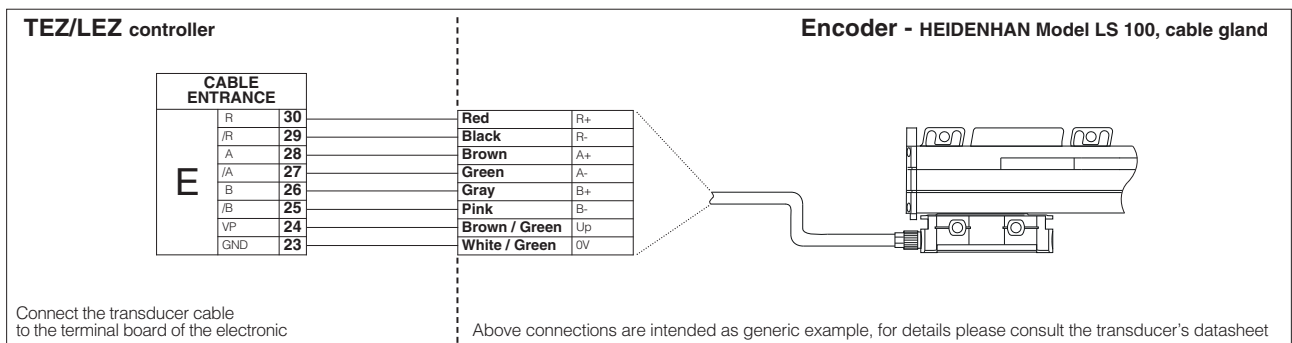 TEZ/LEZ controller
Encoder - HEIDENHAN Model LS 100, cable gland
CABLE
ENTRANCE
E
R 30 Red R+
/R 29 Black R-
A 28 Brown A+
/A 27 Green A-
B 26 Gray B+
/B 25 Pink B-
VP 24 Brown / Green Up
GND 23 White / Green 0V
Connect the transducer cable
to the terminal board of the electronic
Above connections are intended as generic example, for details please consult the transducer's datasheet